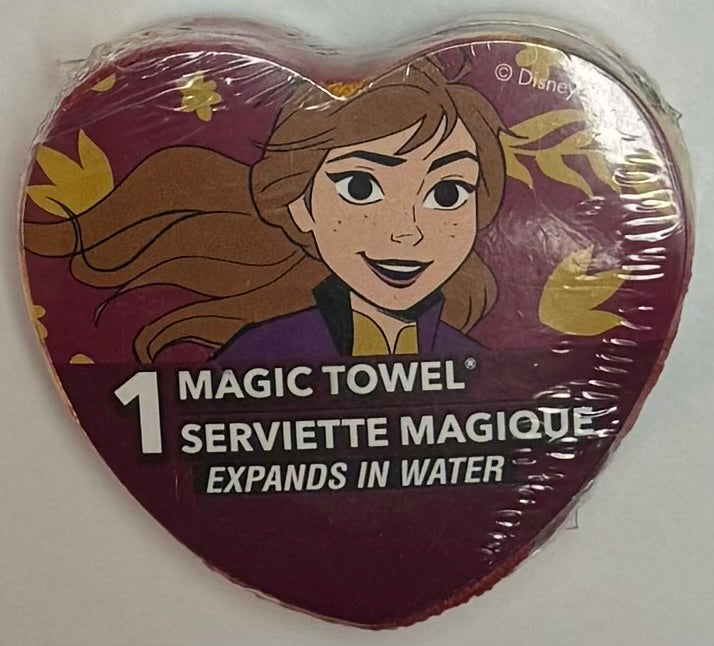 © Disney
1 MAGIC TOWEL®
SERVIETTE MAGIQUE
EXPANDS IN WATER